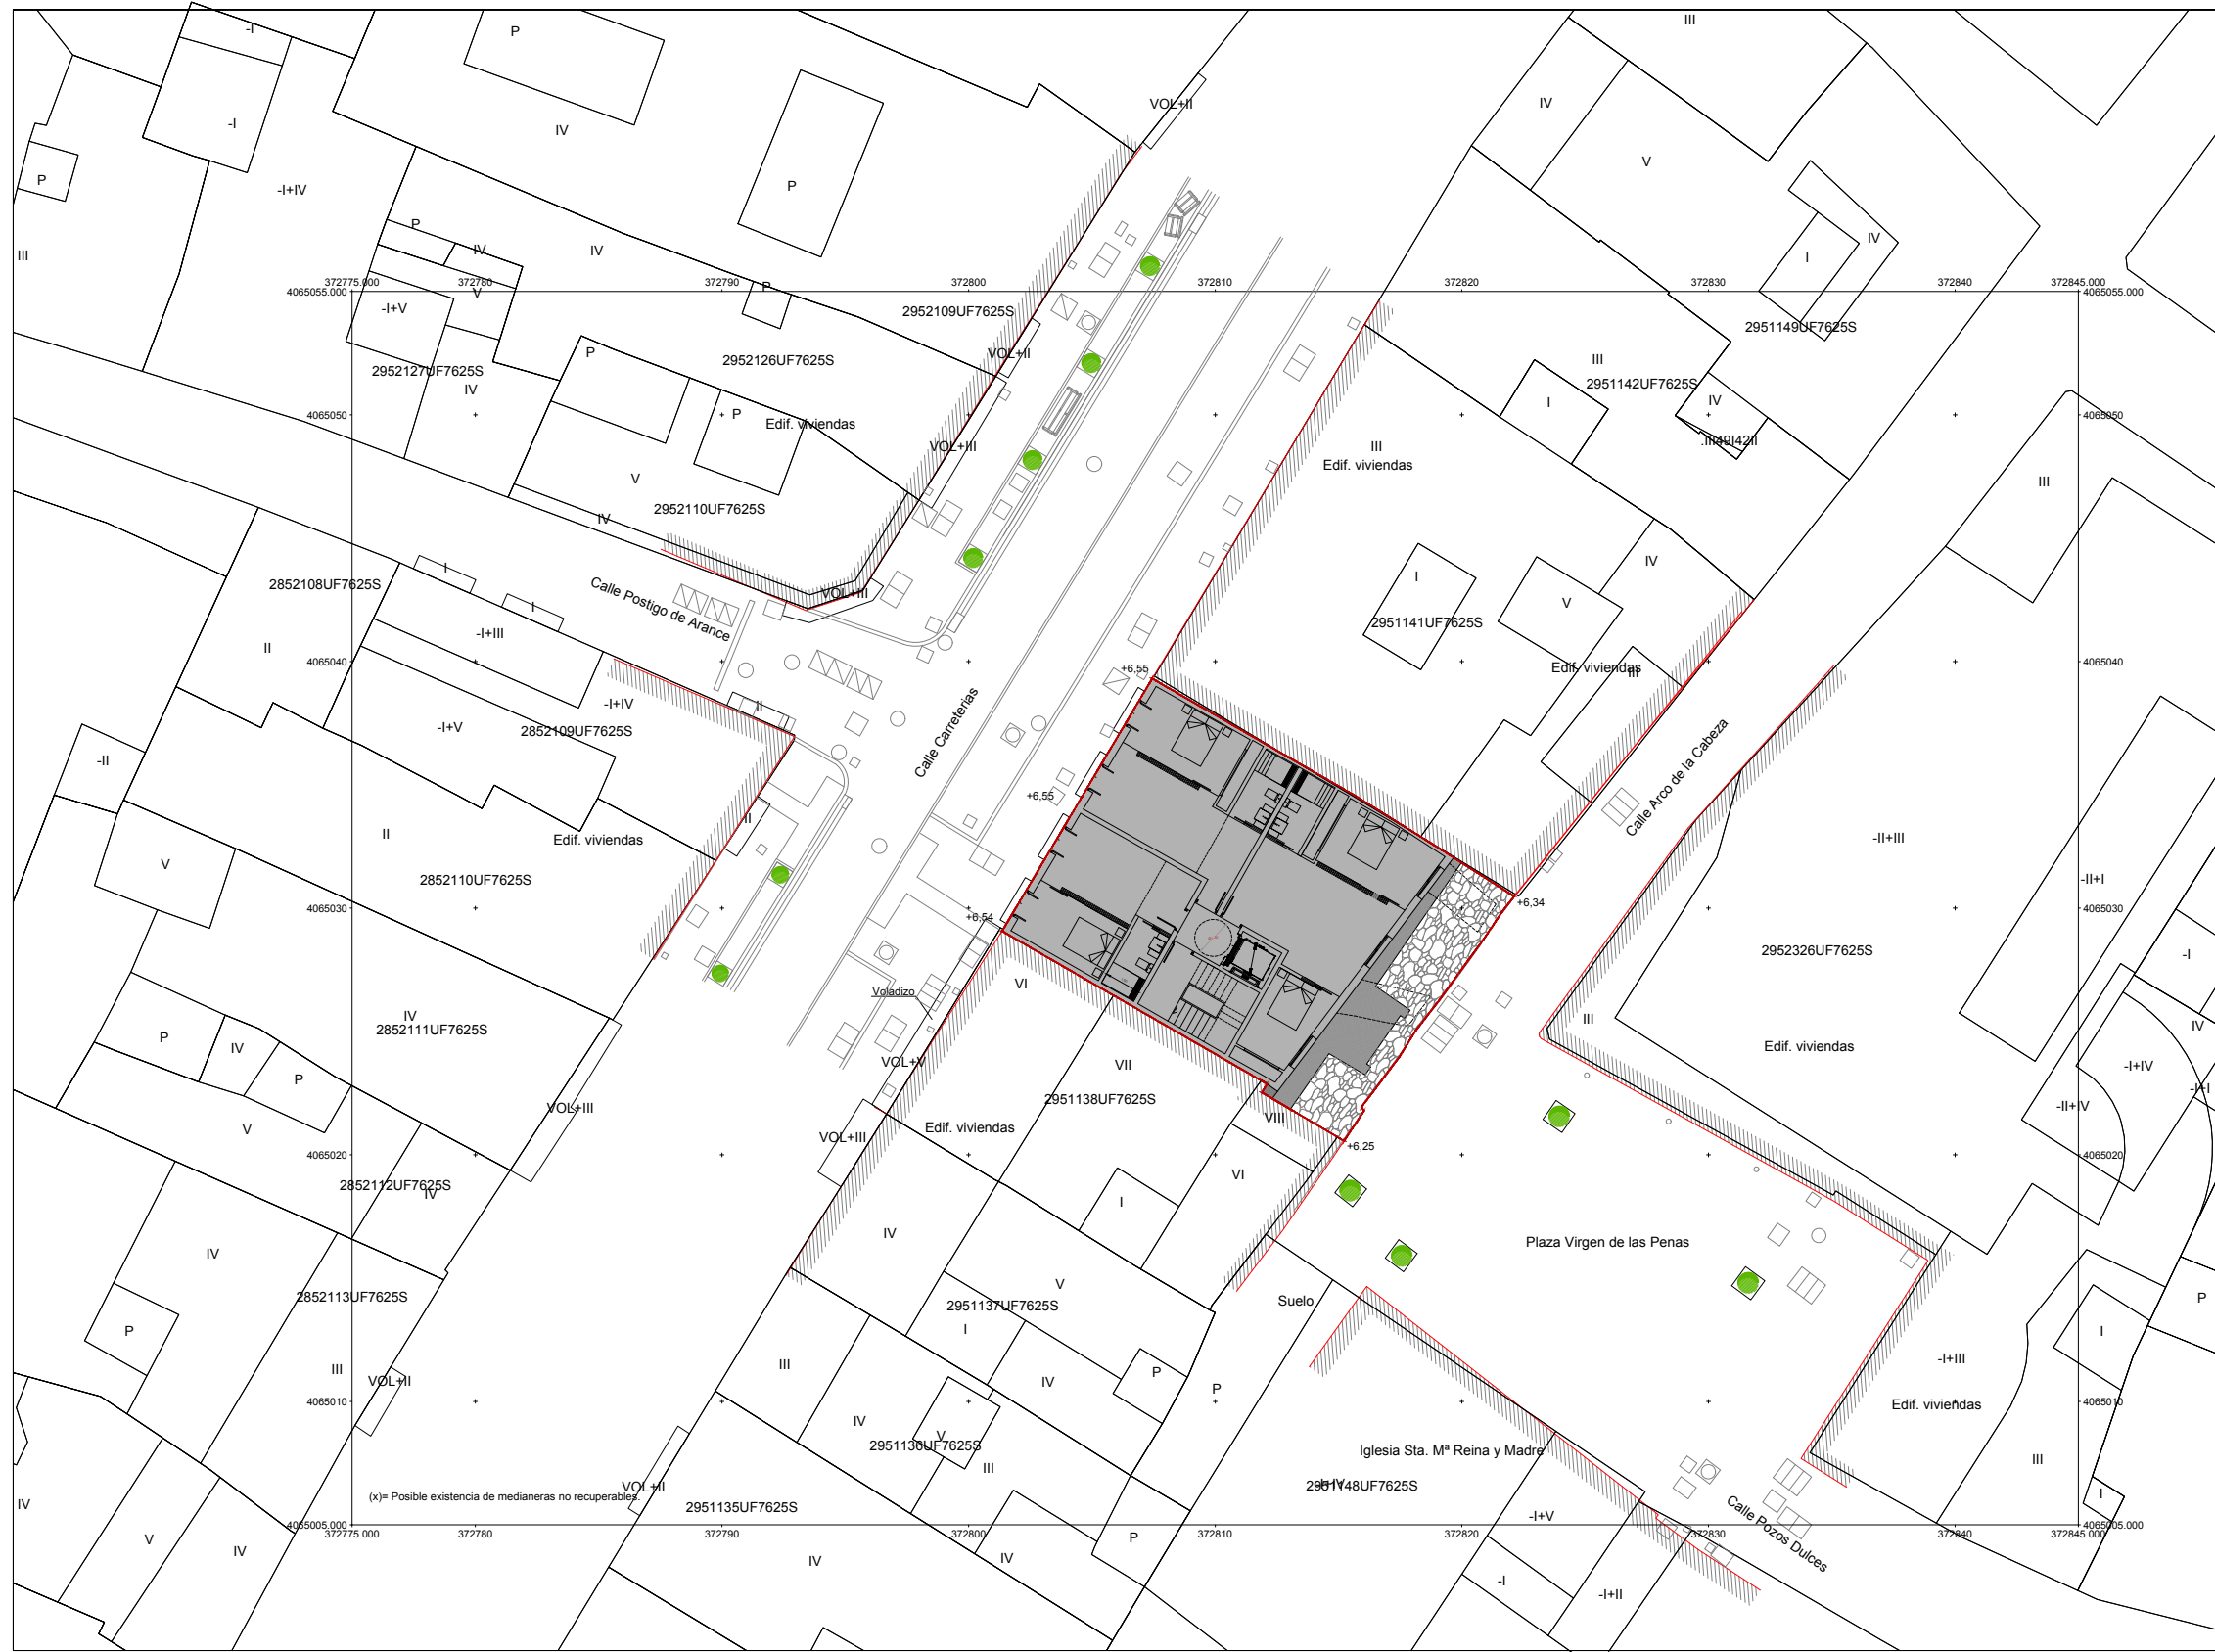 -I
P
III
VOL+II
IV
-I
IV
V
P
P
-I+IV
P
IV
IV
IV
I
III
372775.000
372780
P
372790
372800
372810
372820
372830
372840
372845.000
4065055.000
4065055.000
V
-I+V
2952109UF7625S
2951149UF7625S
P
VOL+II
2952126UF7625S
III
2952127UF7625S
2951142UF7625S
IV
I
IV
4065050
P
Edif. viviendas
4065050
VOL+III
III
.III49I42II
Edif. viviendas
V
III
2952110UF7625S
IV
IV
I
I
V
2852108UF7625S
VOL+III
I
Calle Postigo de Arance
2951141UF7625S
-I+III
II
4065040
+6,55
Edif. viviendas
III
4065040
-I+IV
II
-I+V
2852109UF7625S
Calle Carreterias
Calle Arco de la Cabeza
-II
+6,55
II
II
Edif. viviendas
-II+III
V
2852110UF7625S
-II+I
4065030
+6,54
+6,34
4065030
2952326UF7625S
-I
VI
Voladizo
IV
2852111UF7625S
III
IV
P
IV
Edif. viviendas
VOL+V
VII
-I+IV
P
-I+I
2951138UF7625S
VOL+III
-II+IV
VIII
V
VOL+III
Edif. viviendas
+6,25
4065020
4065020
VI
2852112UF7625S
IV
I
IV
Plaza Virgen de las Penas
IV
V
2852113UF7625S
2951137UF7625S
Suelo
P
P
I
I
III
III
-I+III
VOL+II
P
IV
P
4065010
Edif. viviendas
4065010
IV
V
2951136UF7625S
Iglesia Sta. Mª Reina y Madre
III
III
VOL+II
(x)= Posible existencia de medianeras no recuperables.
I
IV
2951135UF7625S
-I+V
4065005.000
4065005.000
Calle Pozos Dulces
372775.000
372780
372790
372800
372810
372820
372830
372840
372845.000
V
IV
IV
IV
P
-I
-I+II